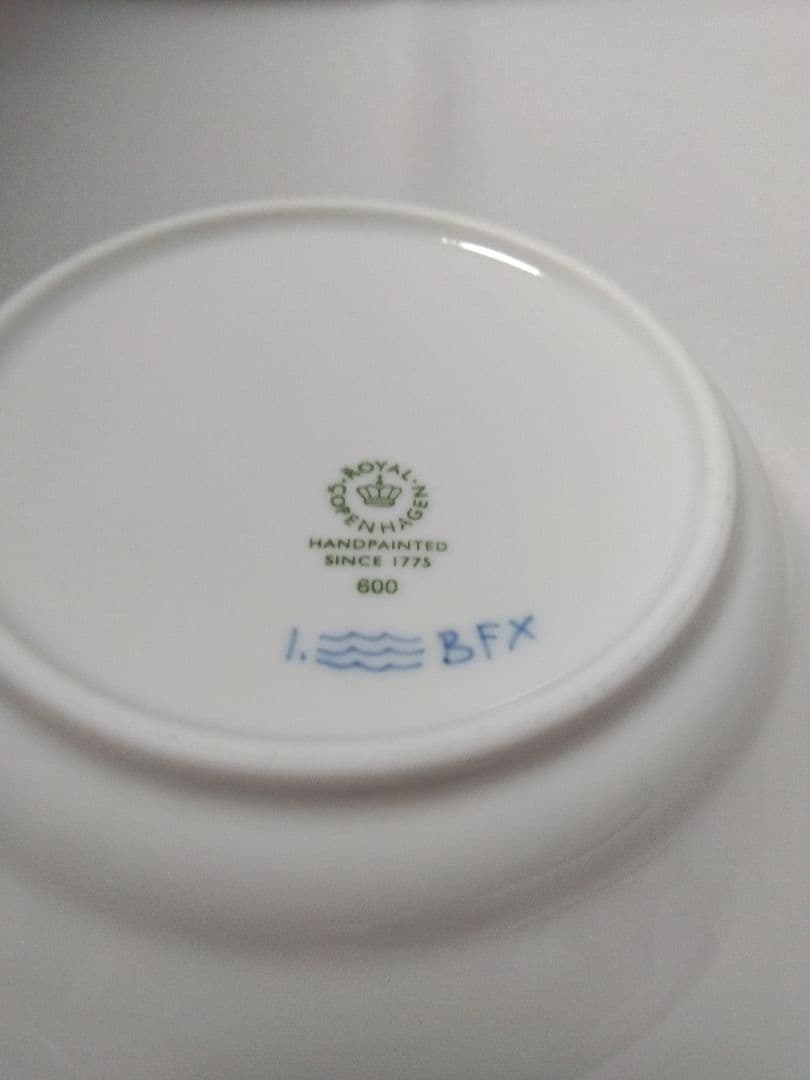 ROYAL COPENHAGEN
HANDPAINTED
SINCE 1775
600
1. BFX